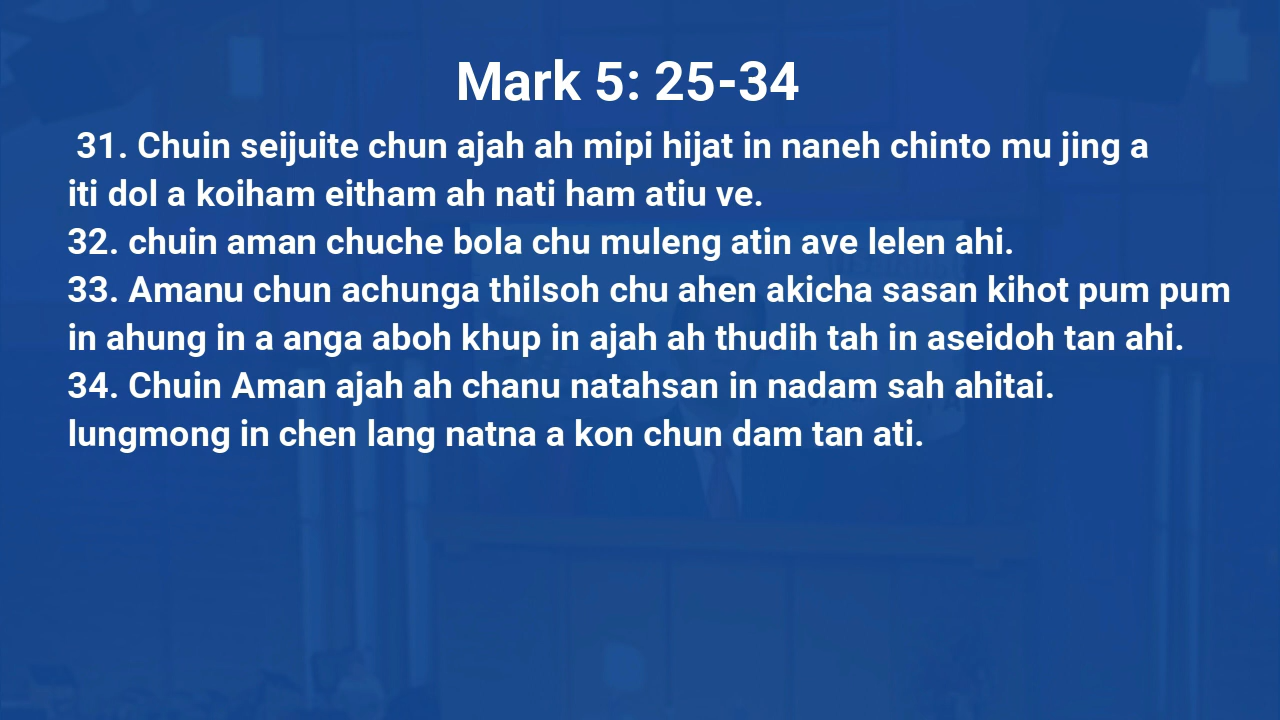 Mark 5: 25-34
31. Chuin seijuite chun ajah ah mipi hijat in naneh chinto mu jing a
iti dol a koiham eitham ah nati ham atiu ve.
32. chuin aman chuche bola chu muleng atin ave lelen ahi.
33. Amanu chun achunga thilsoh chu ahen akicha sasan kihot pum pum
in ahung in a anga aboh khup in ajah ah thudih tah in aseidoh tan ahi.
34. Chuin Aman ajah ah chanu natahsan in nadam sah ahitai.
lungmong in chen lang natna a kon chun dam tan ati.